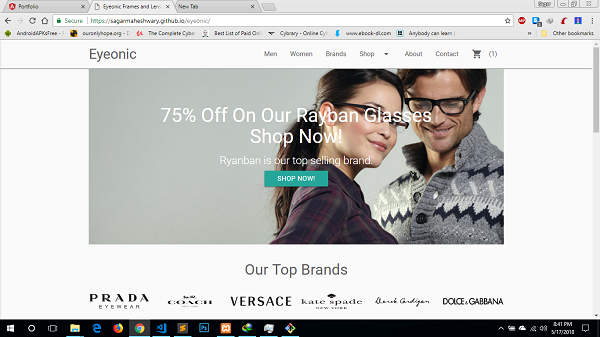 Portfolio
Eyeonic Frames and Lens
New Tab
Sagar
Secure
https://sagarmaheshwary.github.io/eyeonic/
AndroidAPKsFree - F
ouronlyhope.org - D
The Complete Cyber
Best List of Paid Onl
Cybrary - Online Cyb
www.ebook-dl.com
Anybody can learn |
Other bookmarks
Eyeonic
Men
Women
Brands
Shop
About
Contact
(1)
75% Off On Our Rayban Glasses
Shop Now!
Ryanban is our top selling brand.
SHOP NOW!
Our Top Brands
PRADA
EYEWEAR
COACH
NEW YORK
VERSACE
kate spade
NEW YORK
Derek Cardigan
DOLCE&GABBANA
8:41 PM
5/17/2018